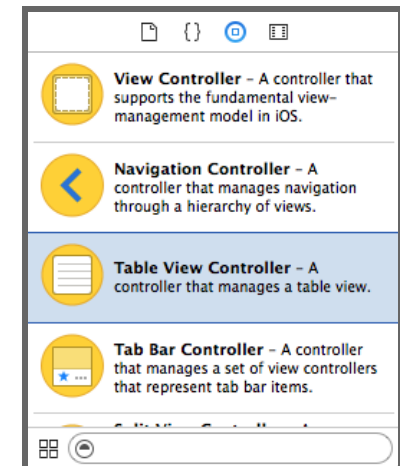 {}
View Controller – A controller that
supports the fundamental view-
management model in iOS.
Navigation Controller – A
controller that manages navigation
through a hierarchy of views.
Table View Controller – A
controller that manages a table view.
Tab Bar Controller – A controller
that manages a set of view controllers
that represent tab bar items.